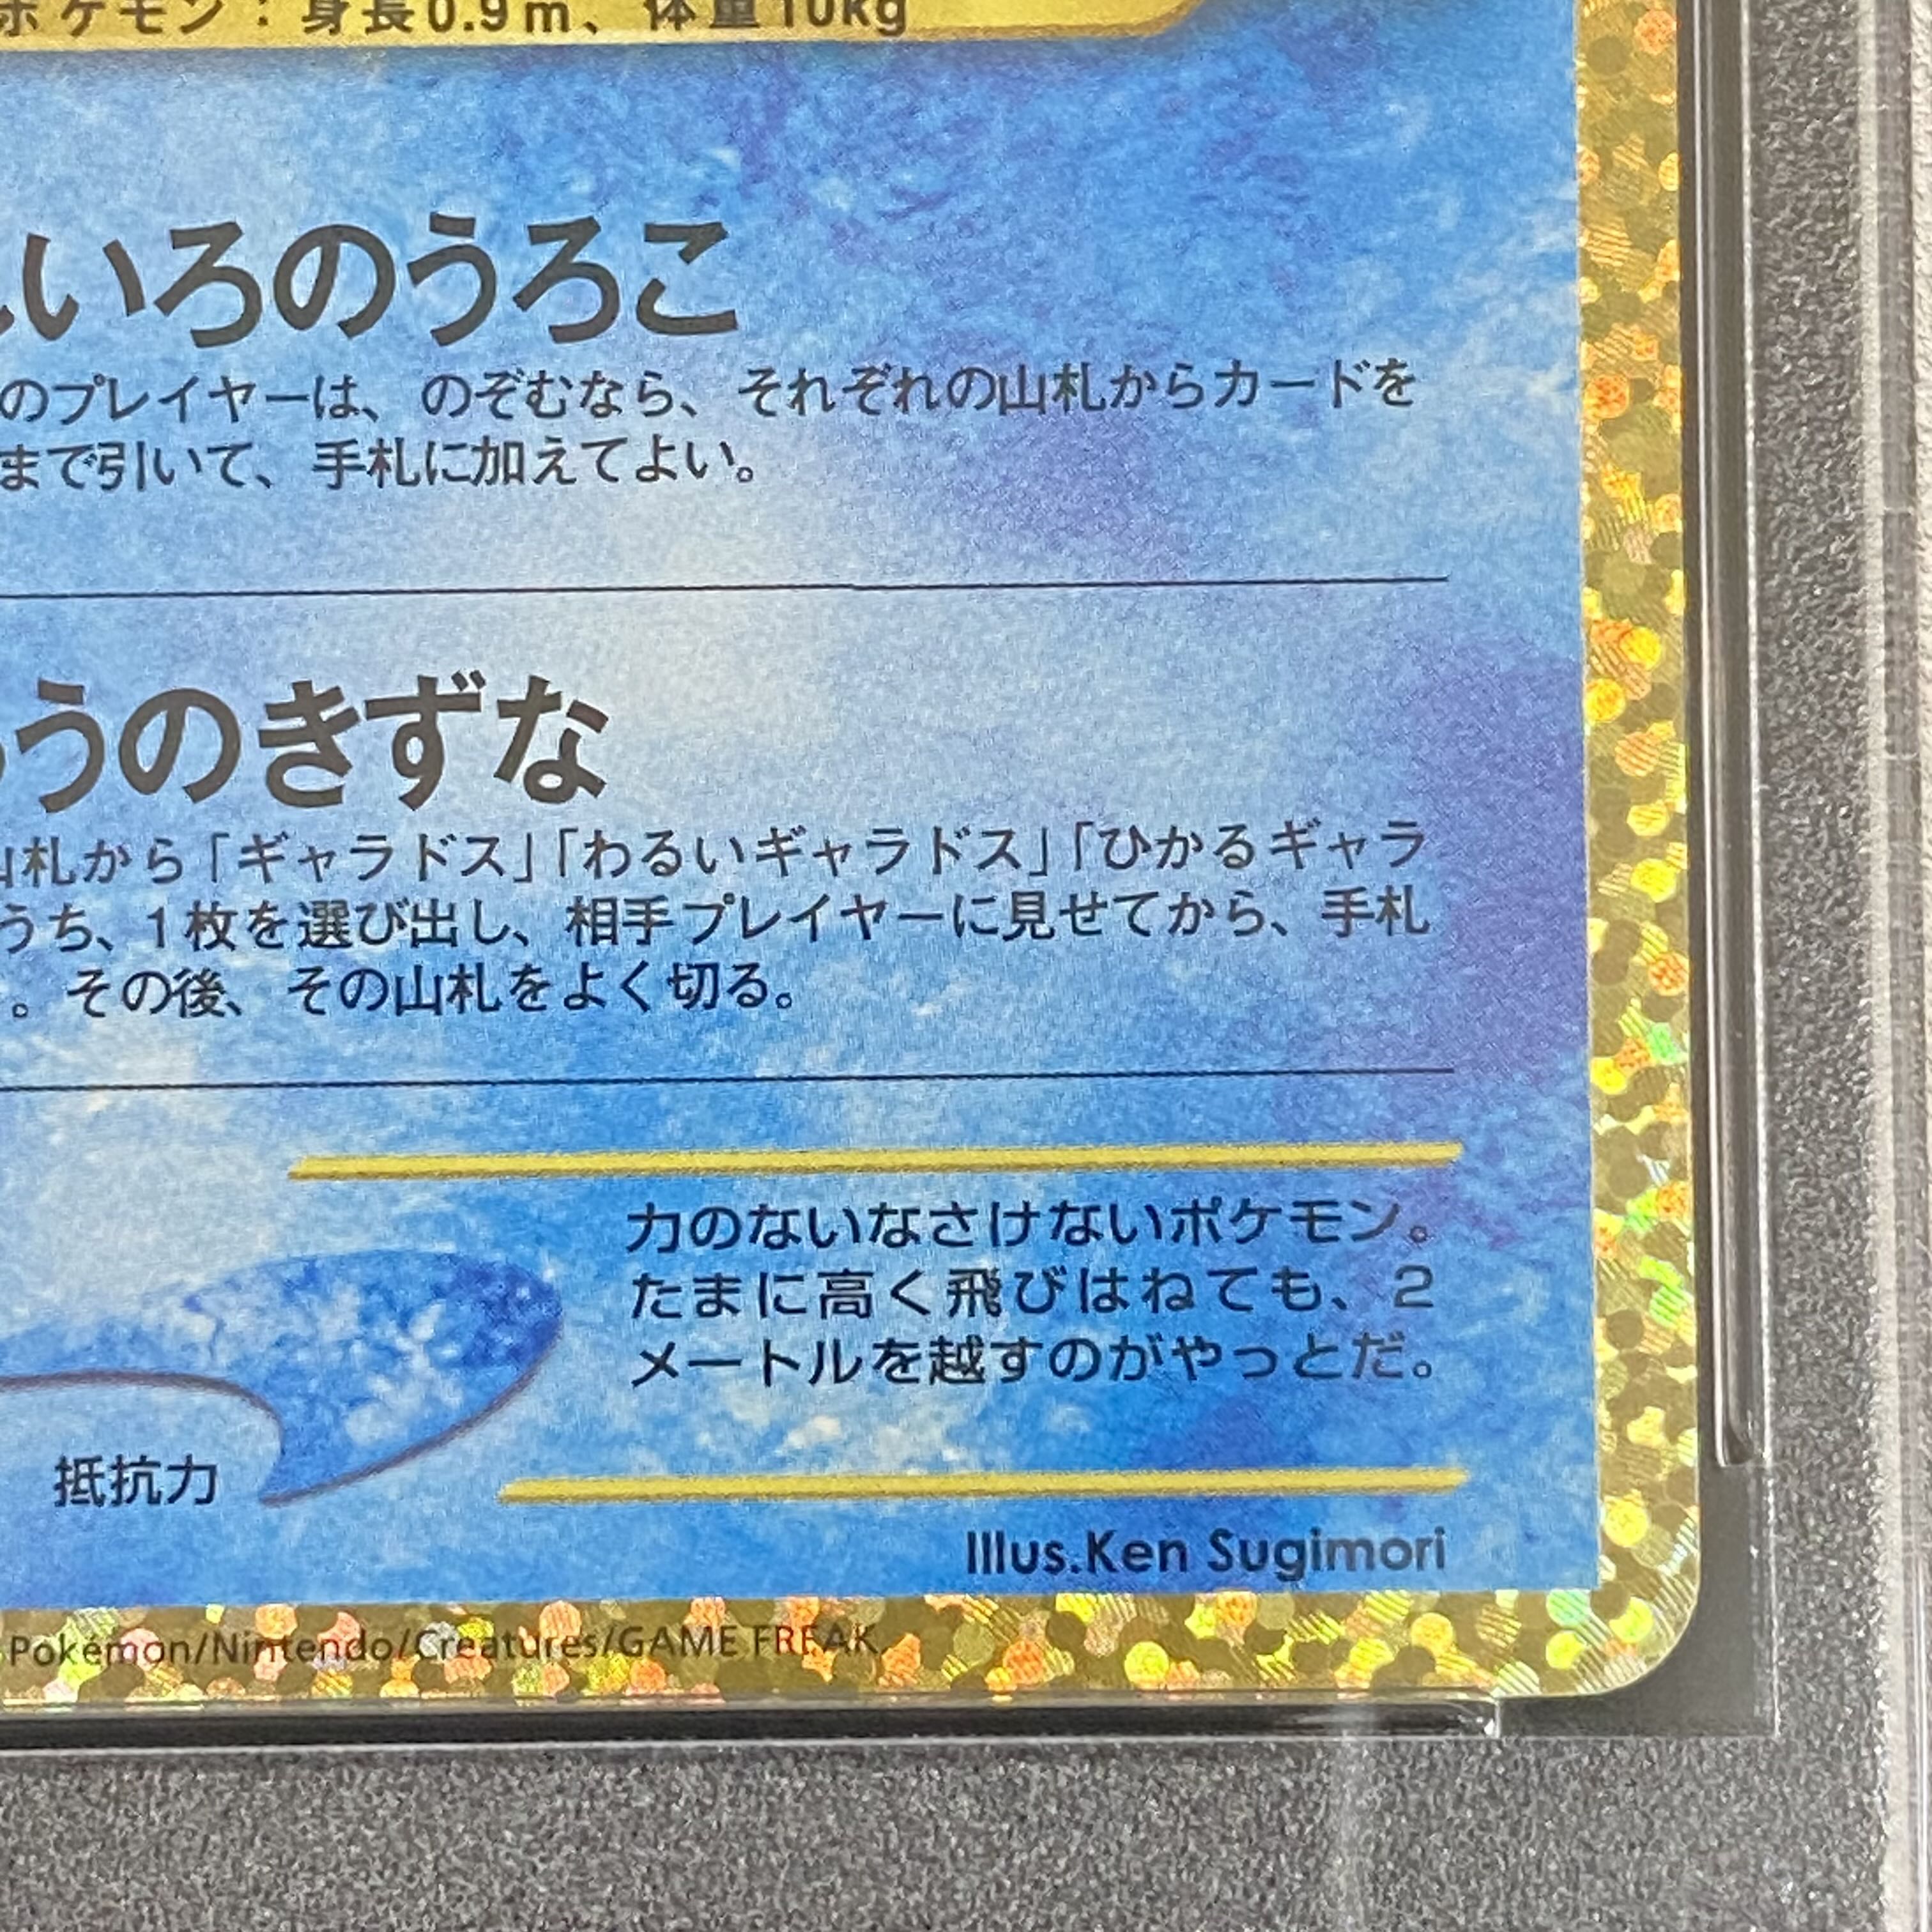 ポケモン：身長0.9m、体重10kg
いろのうろこ
のプレイヤーは、のぞむなら、それぞれの山札からカードを
まで引いて、手札に加えてよい。
うのきずな
山札から「ギャラドス」「わるいギャラドス」「ひかるギャラ
うち、1枚を選び出し、相手プレイヤーに見せてから、手札
。その後、その山札をよく切る。
力のないなさけないポケモン。
たまに高く飛びはねても、2
メートルを越すのがやっとだ。
抵抗力
Illus.Ken Sugimori
Pokémon/Nintendo/Creatures/GAME FREAK.